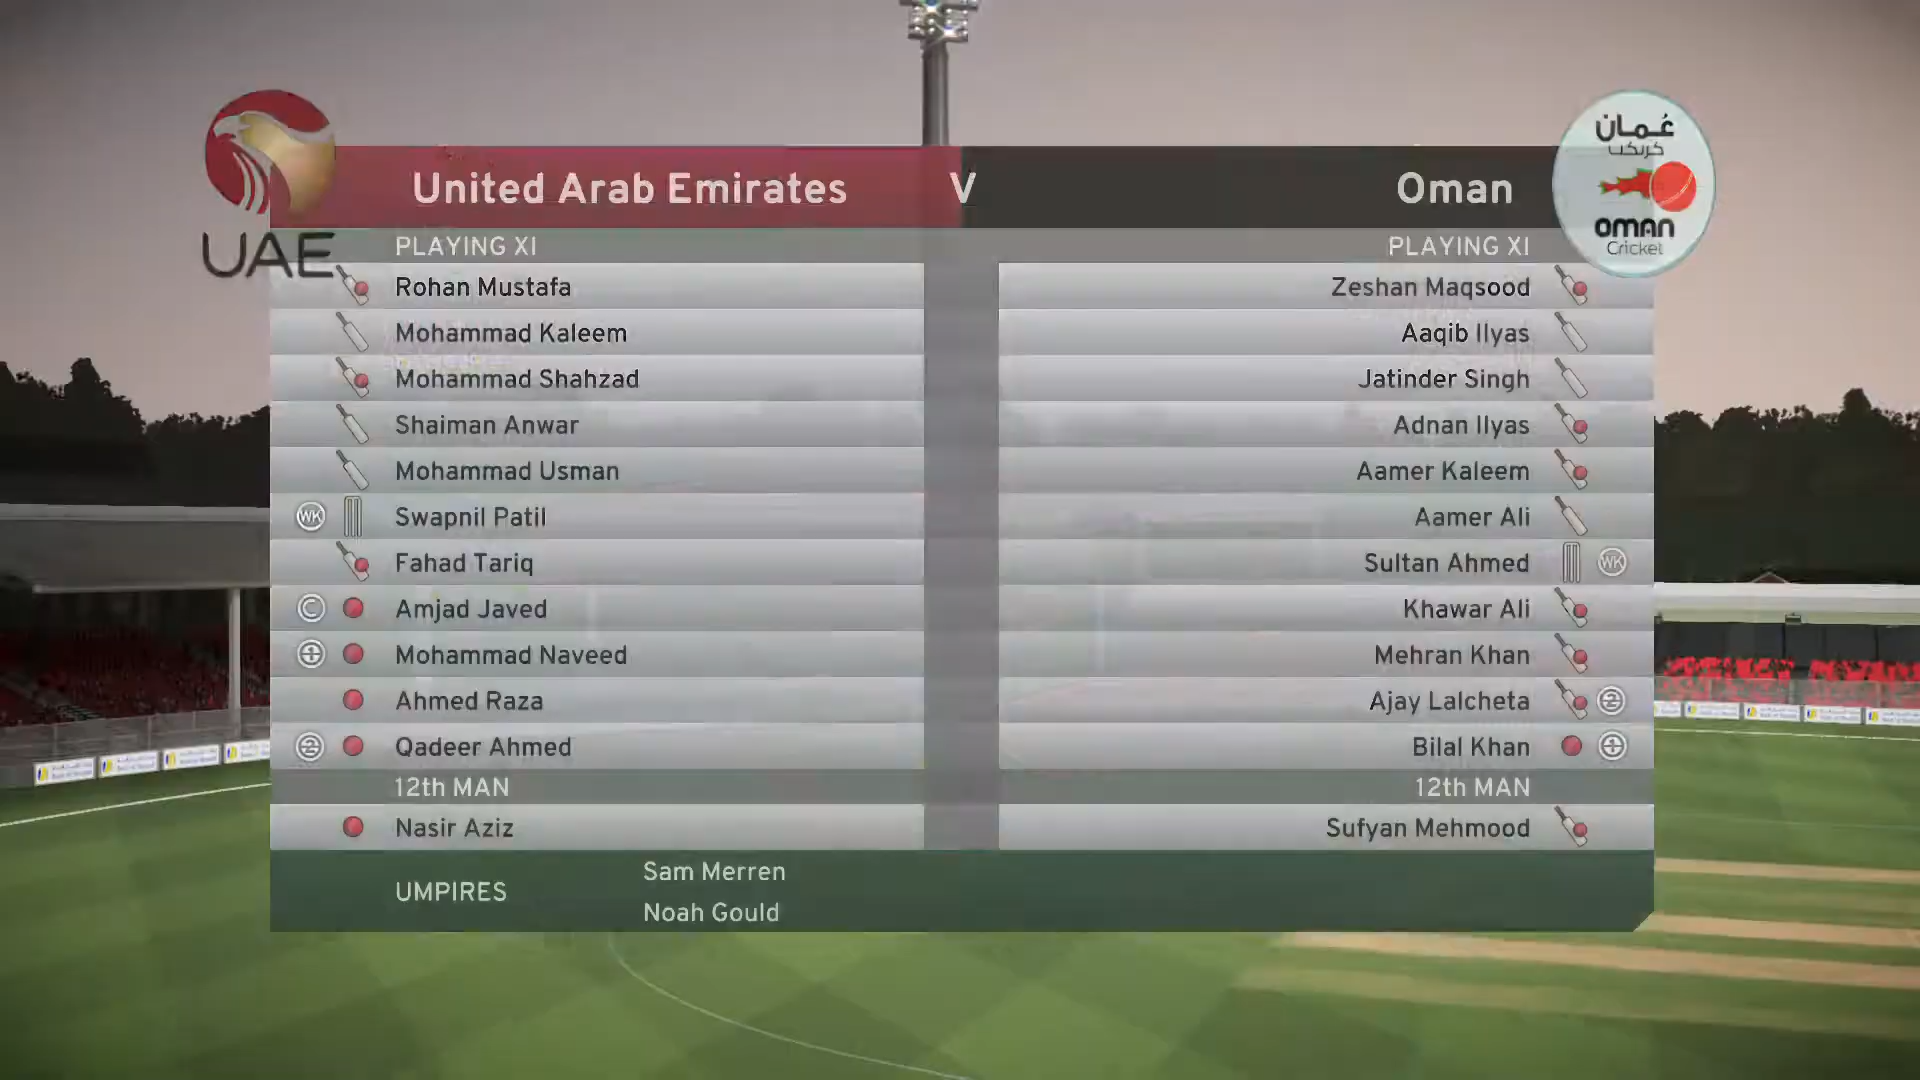 United Arab Emirates V Oman
UAE
عُمان
كريكت
OMAN
Cricket
PLAYING XI
Rohan Mustafa
Mohammad Kaleem
Mohammad Shahzad
Shaiman Anwar
Mohammad Usman
WK Swapnil Patil
Fahad Tariq
C Amjad Javed
Mohammad Naveed
Ahmed Raza
2 Qadeer Ahmed
12th MAN
Nasir Aziz
PLAYING XI
Zeshan Maqsood
Aaqib Ilyas
Jatinder Singh
Adnan Ilyas
Aamer Kaleem
Aamer Ali
Sultan Ahmed WK
Khawar Ali
Mehran Khan
Ajay Lalcheta 2
Bilal Khan
12th MAN
Sufyan Mehmood
UMPIRES
Sam Merren
Noah Gould